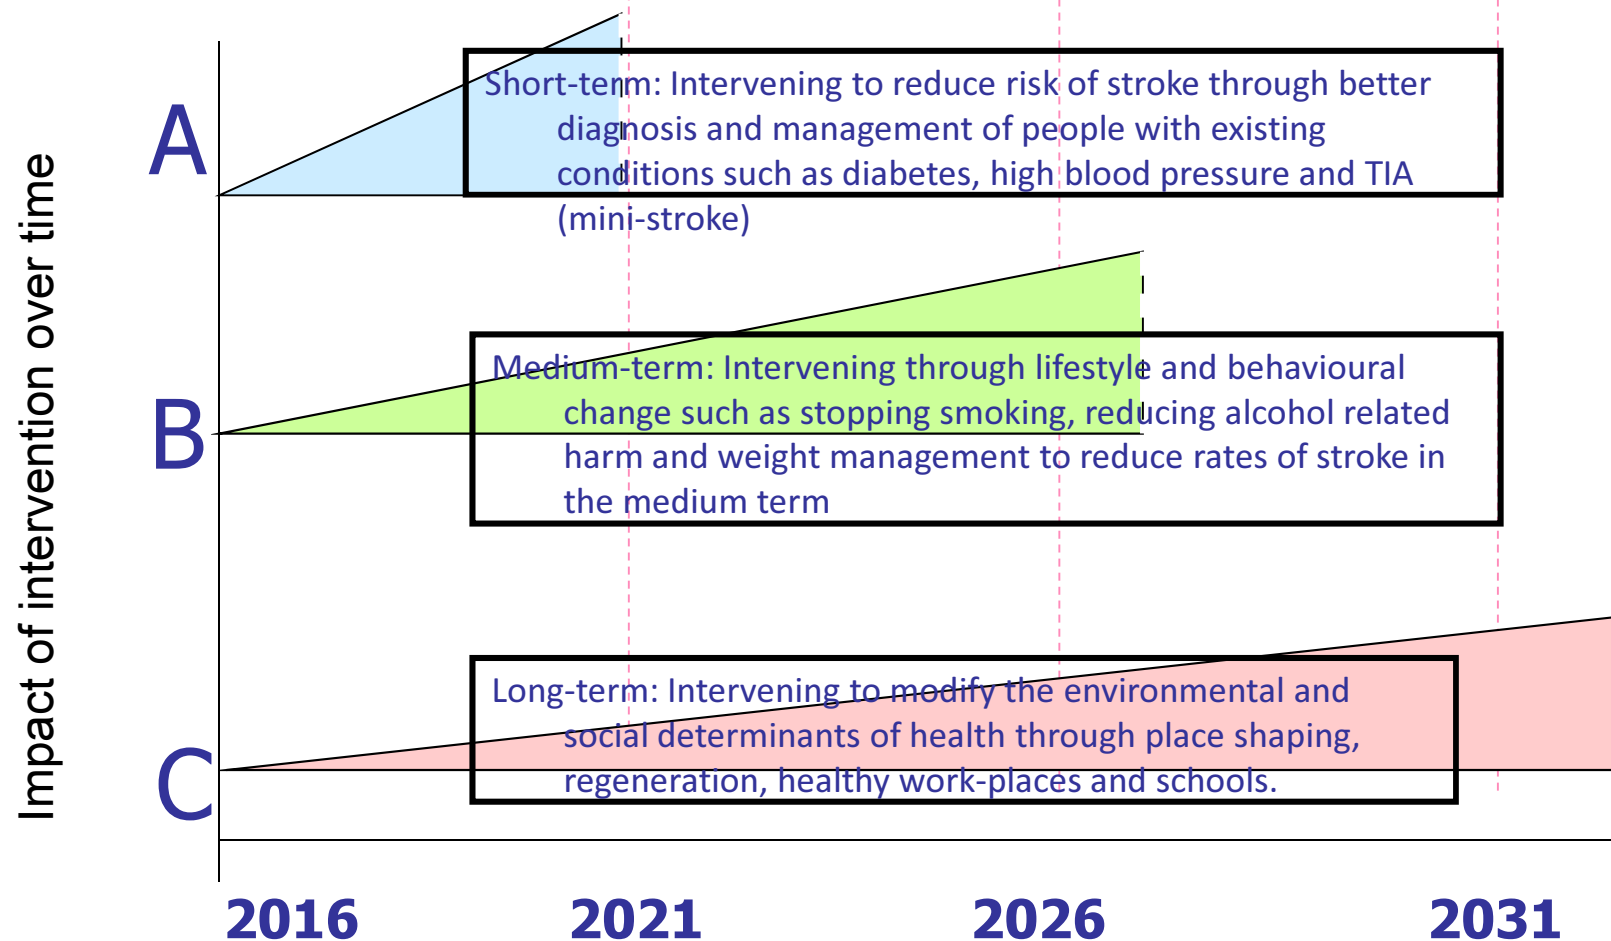 Impact of intervention over time
A
Short-term: Intervening to reduce risk of stroke through better
diagnosis and management of people with existing
conditions such as diabetes, high blood pressure and TIA
(mini-stroke)
B
Medium-term: Intervening through lifestyle and behavioural
change such as stopping smoking, reducing alcohol related
harm and weight management to reduce rates of stroke in
the medium term
C
Long-term: Intervening to modify the environmental and
social determinants of health through place shaping,
regeneration, healthy work-places and schools.
2016 2021 2026 2031